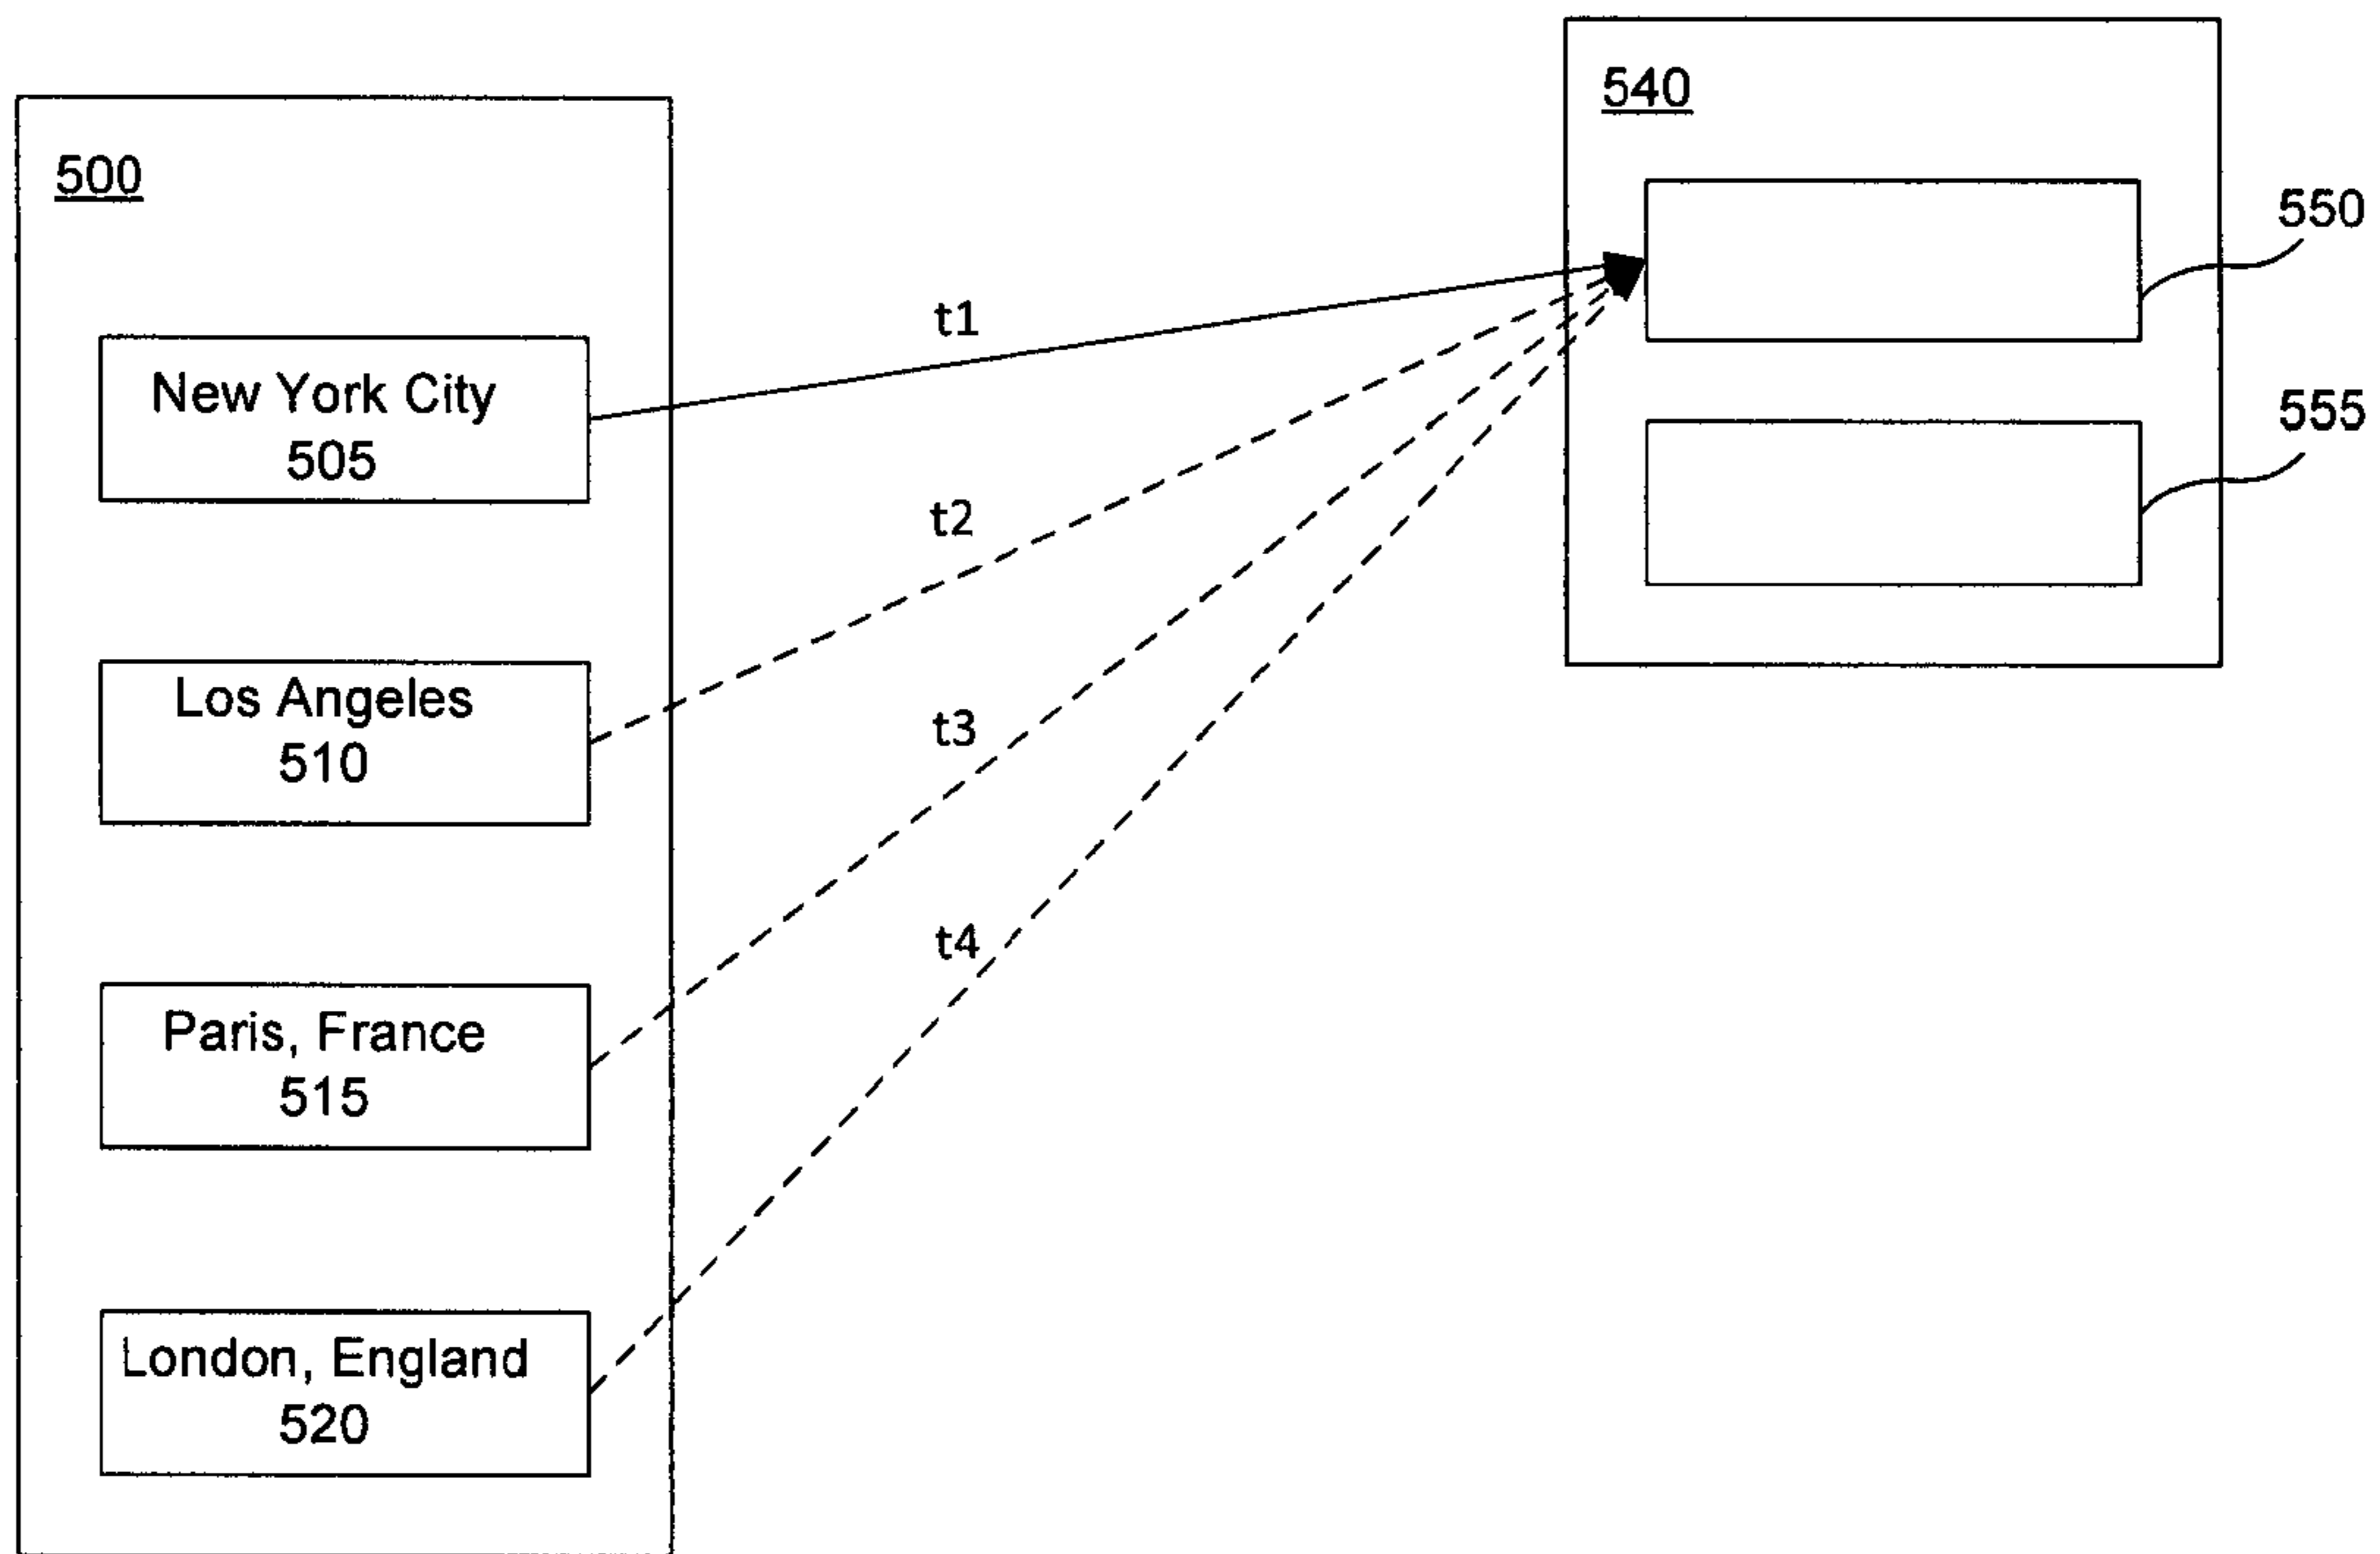 540
500
550
t1
New York City
505
555
t2
Los Angeles
510
t3
t4
Paris, France
515
London, England
520